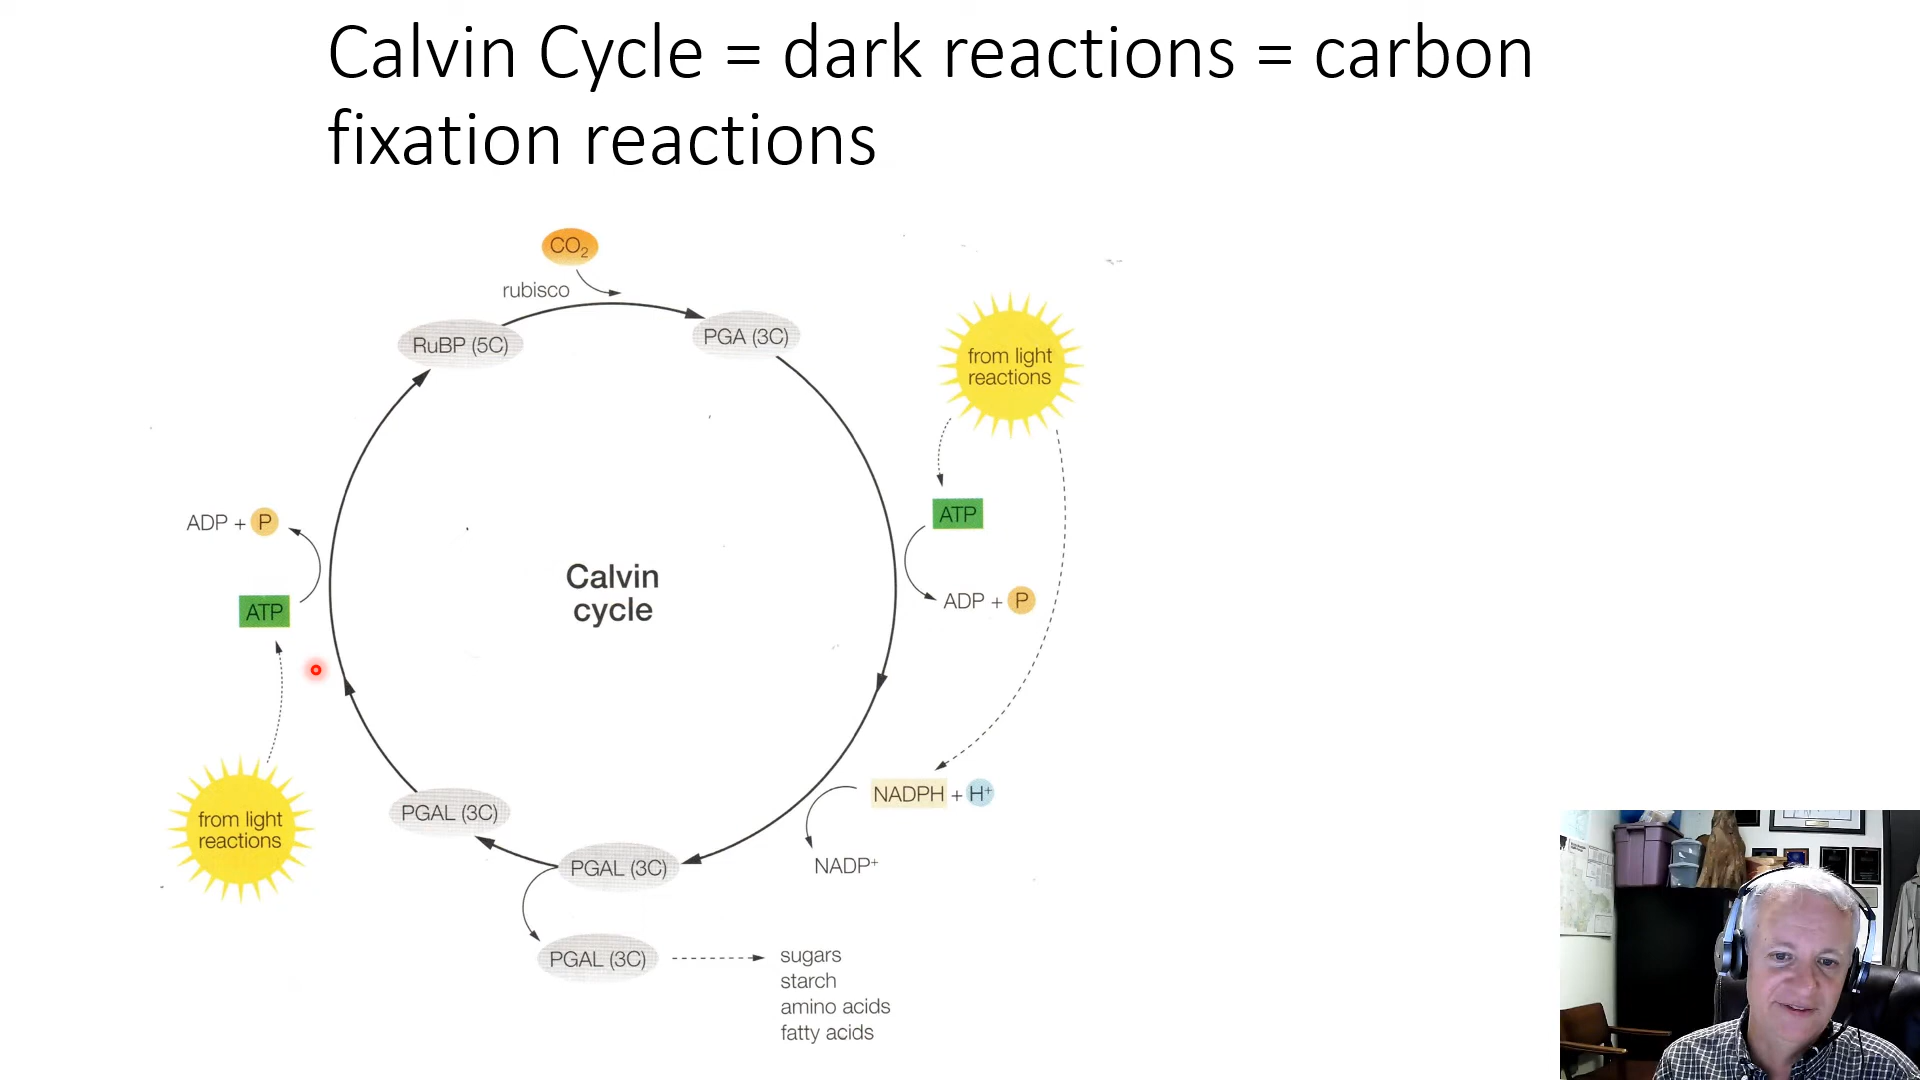 Calvin Cycle = dark reactions = carbon
fixation reactions
CO₂
rubisco
RuBP (5C)
PGA (3C)
from light
reactions
ATP
ADP + P
ADP + P
ATP
Calvin
cycle
NADPH + H⁺
NADP⁺
from light
reactions
PGAL (3C)
PGAL (3C)
PGAL (3C)
sugars
starch
amino acids
fatty acids